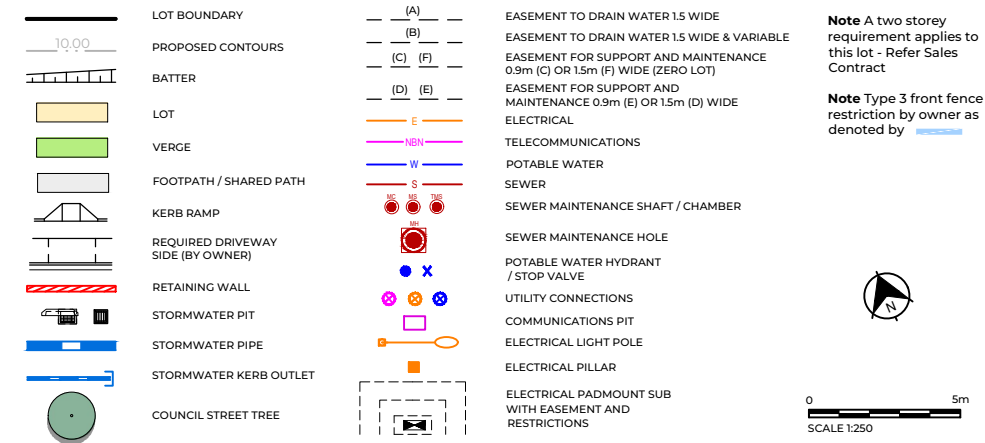 LOT BOUNDARY
10.00
PROPOSED CONTOURS
BATTER
LOT
VERGE
FOOTPATH / SHARED PATH
KERB RAMP
REQUIRED DRIVEWAY
SIDE (BY OWNER)
RETAINING WALL
STORMWATER PIT
STORMWATER PIPE
STORMWATER KERB OUTLET
COUNCIL STREET TREE
(A)
EASEMENT TO DRAIN WATER 1.5 WIDE
(B)
EASEMENT TO DRAIN WATER 1.5 WIDE & VARIABLE
(C) (F)
EASEMENT FOR SUPPORT AND MAINTENANCE
0.9m (C) OR 1.5m (F) WIDE (ZERO LOT)
(D) (E)
EASEMENT FOR SUPPORT AND
MAINTENANCE 0.9m (E) OR 1.5m (D) WIDE
E
ELECTRICAL
NBN
TELECOMMUNICATIONS
W
POTABLE WATER
S
SEWER
MC MS TMS
SEWER MAINTENANCE SHAFT / CHAMBER
MH
SEWER MAINTENANCE HOLE
POTABLE WATER HYDRANT
/ STOP VALVE
UTILITY CONNECTIONS
COMMUNICATIONS PIT
ELECTRICAL LIGHT POLE
ELECTRICAL PILLAR
ELECTRICAL PADMOUNT SUB
WITH EASEMENT AND
RESTRICTIONS
Note A two storey
requirement applies to
this lot - Refer Sales
Contract
Note Type 3 front fence
restriction by owner as
denoted by
N
0 5m
SCALE 1:250